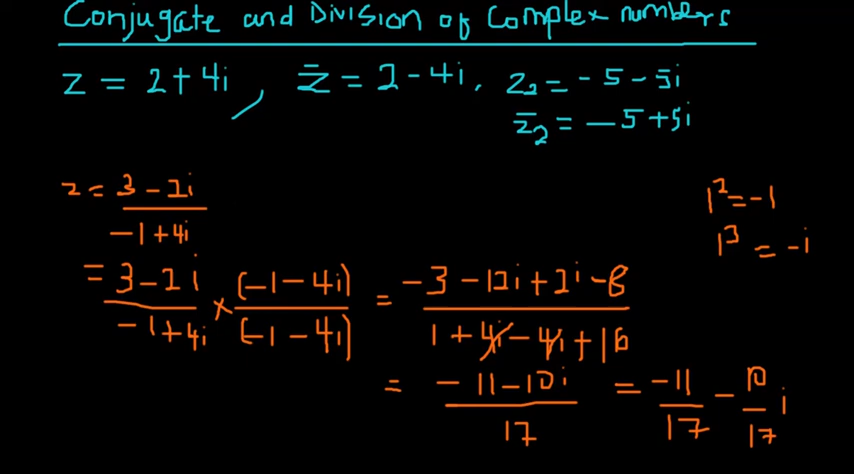 Conjugate and Division of Complex numbers
z = 2 + 4i , z̄ = 2 - 4i . z₂ = - 5 - 5i
z̄₂ = - 5 + 5i
z = (3 - 2i)/(-1 + 4i)
i² = -1
i³ = -i
= (3 - 2i)/(-1 + 4i) × (-1 - 4i)/(-1 - 4i) = (-3 - 12i + 2i - 8)/(1 + 4i - 4i + 16)
= (-11 - 10i)/17 = -11/17 - 10/17 i